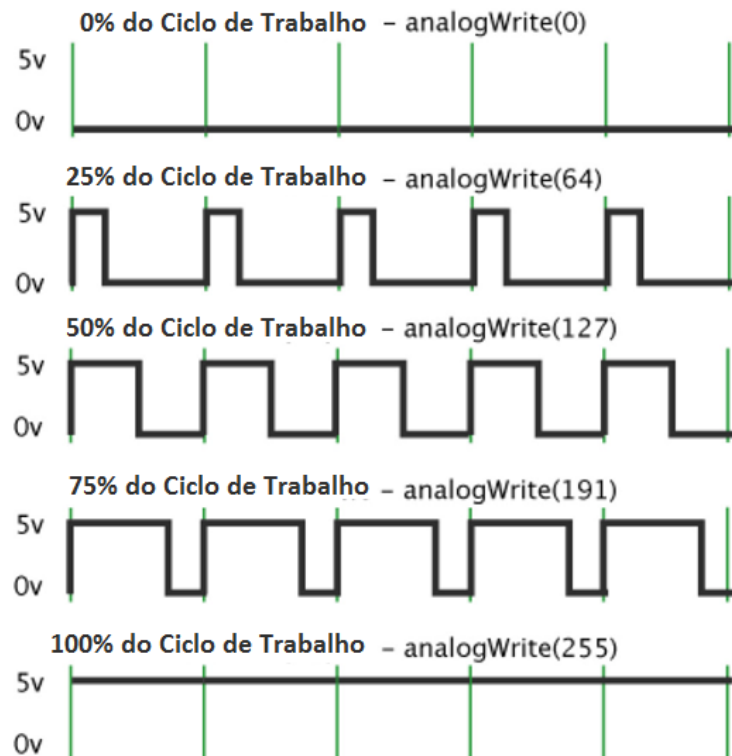 0% do Ciclo de Trabalho – analogWrite(0)
5v
0v
25% do Ciclo de Trabalho – analogWrite(64)
5v
0v
50% do Ciclo de Trabalho – analogWrite(127)
5v
0v
75% do Ciclo de Trabalho – analogWrite(191)
5v
0v
100% do Ciclo de Trabalho – analogWrite(255)
5v
0v